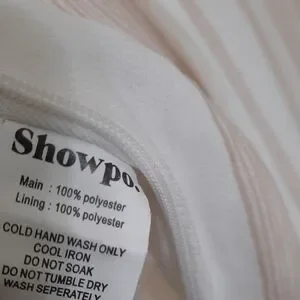 Showpo.
Main : 100% polyester
Lining : 100% polyester
COLD HAND WASH ONLY
COOL IRON
DO NOT SOAK
DO NOT TUMBLE DRY
WASH SEPERATELY